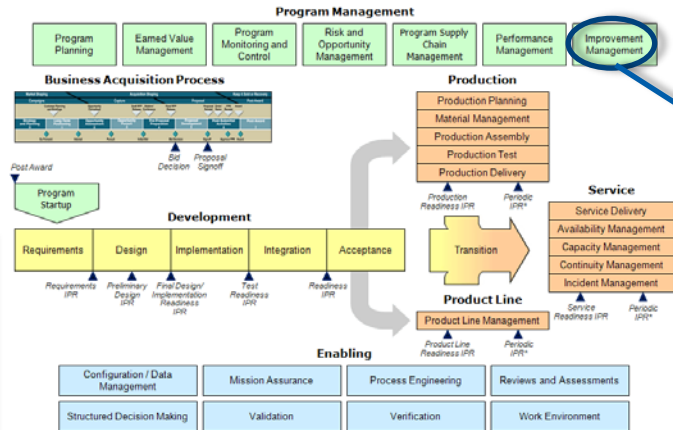 Program Management
Program
Planning
Earned Value
Management
Program
Monitoring and
Control
Risk and
Opportunity
Management
Program Supply
Chain
Management
Performance
Management
Improvement
Management
Business Acquisition Process
Bid
Decision
Proposal
Signoff
Post Award
Program
Startup
Production
Production Planning
Material Management
Production Assembly
Production Test
Production Delivery
Production
Readiness IPR
Periodic
IPR*
Development
Requirements
Design
Implementation
Integration
Acceptance
Requirements
IPR
Preliminary
Design IPR
Final Design/
Implementation
Readiness
IPR
Test
Readiness
IPR
Readiness
IPR
Transition
Service
Service Delivery
Availability Management
Capacity Management
Continuity Management
Incident Management
Service
Readiness IPR
Periodic
IPR*
Product Line
Product Line Management
Product Line
Readiness IPR
Periodic
IPR*
Enabling
Configuration / Data
Management
Mission Assurance
Process Engineering
Reviews and Assessments
Structured Decision Making
Validation
Verification
Work Environment